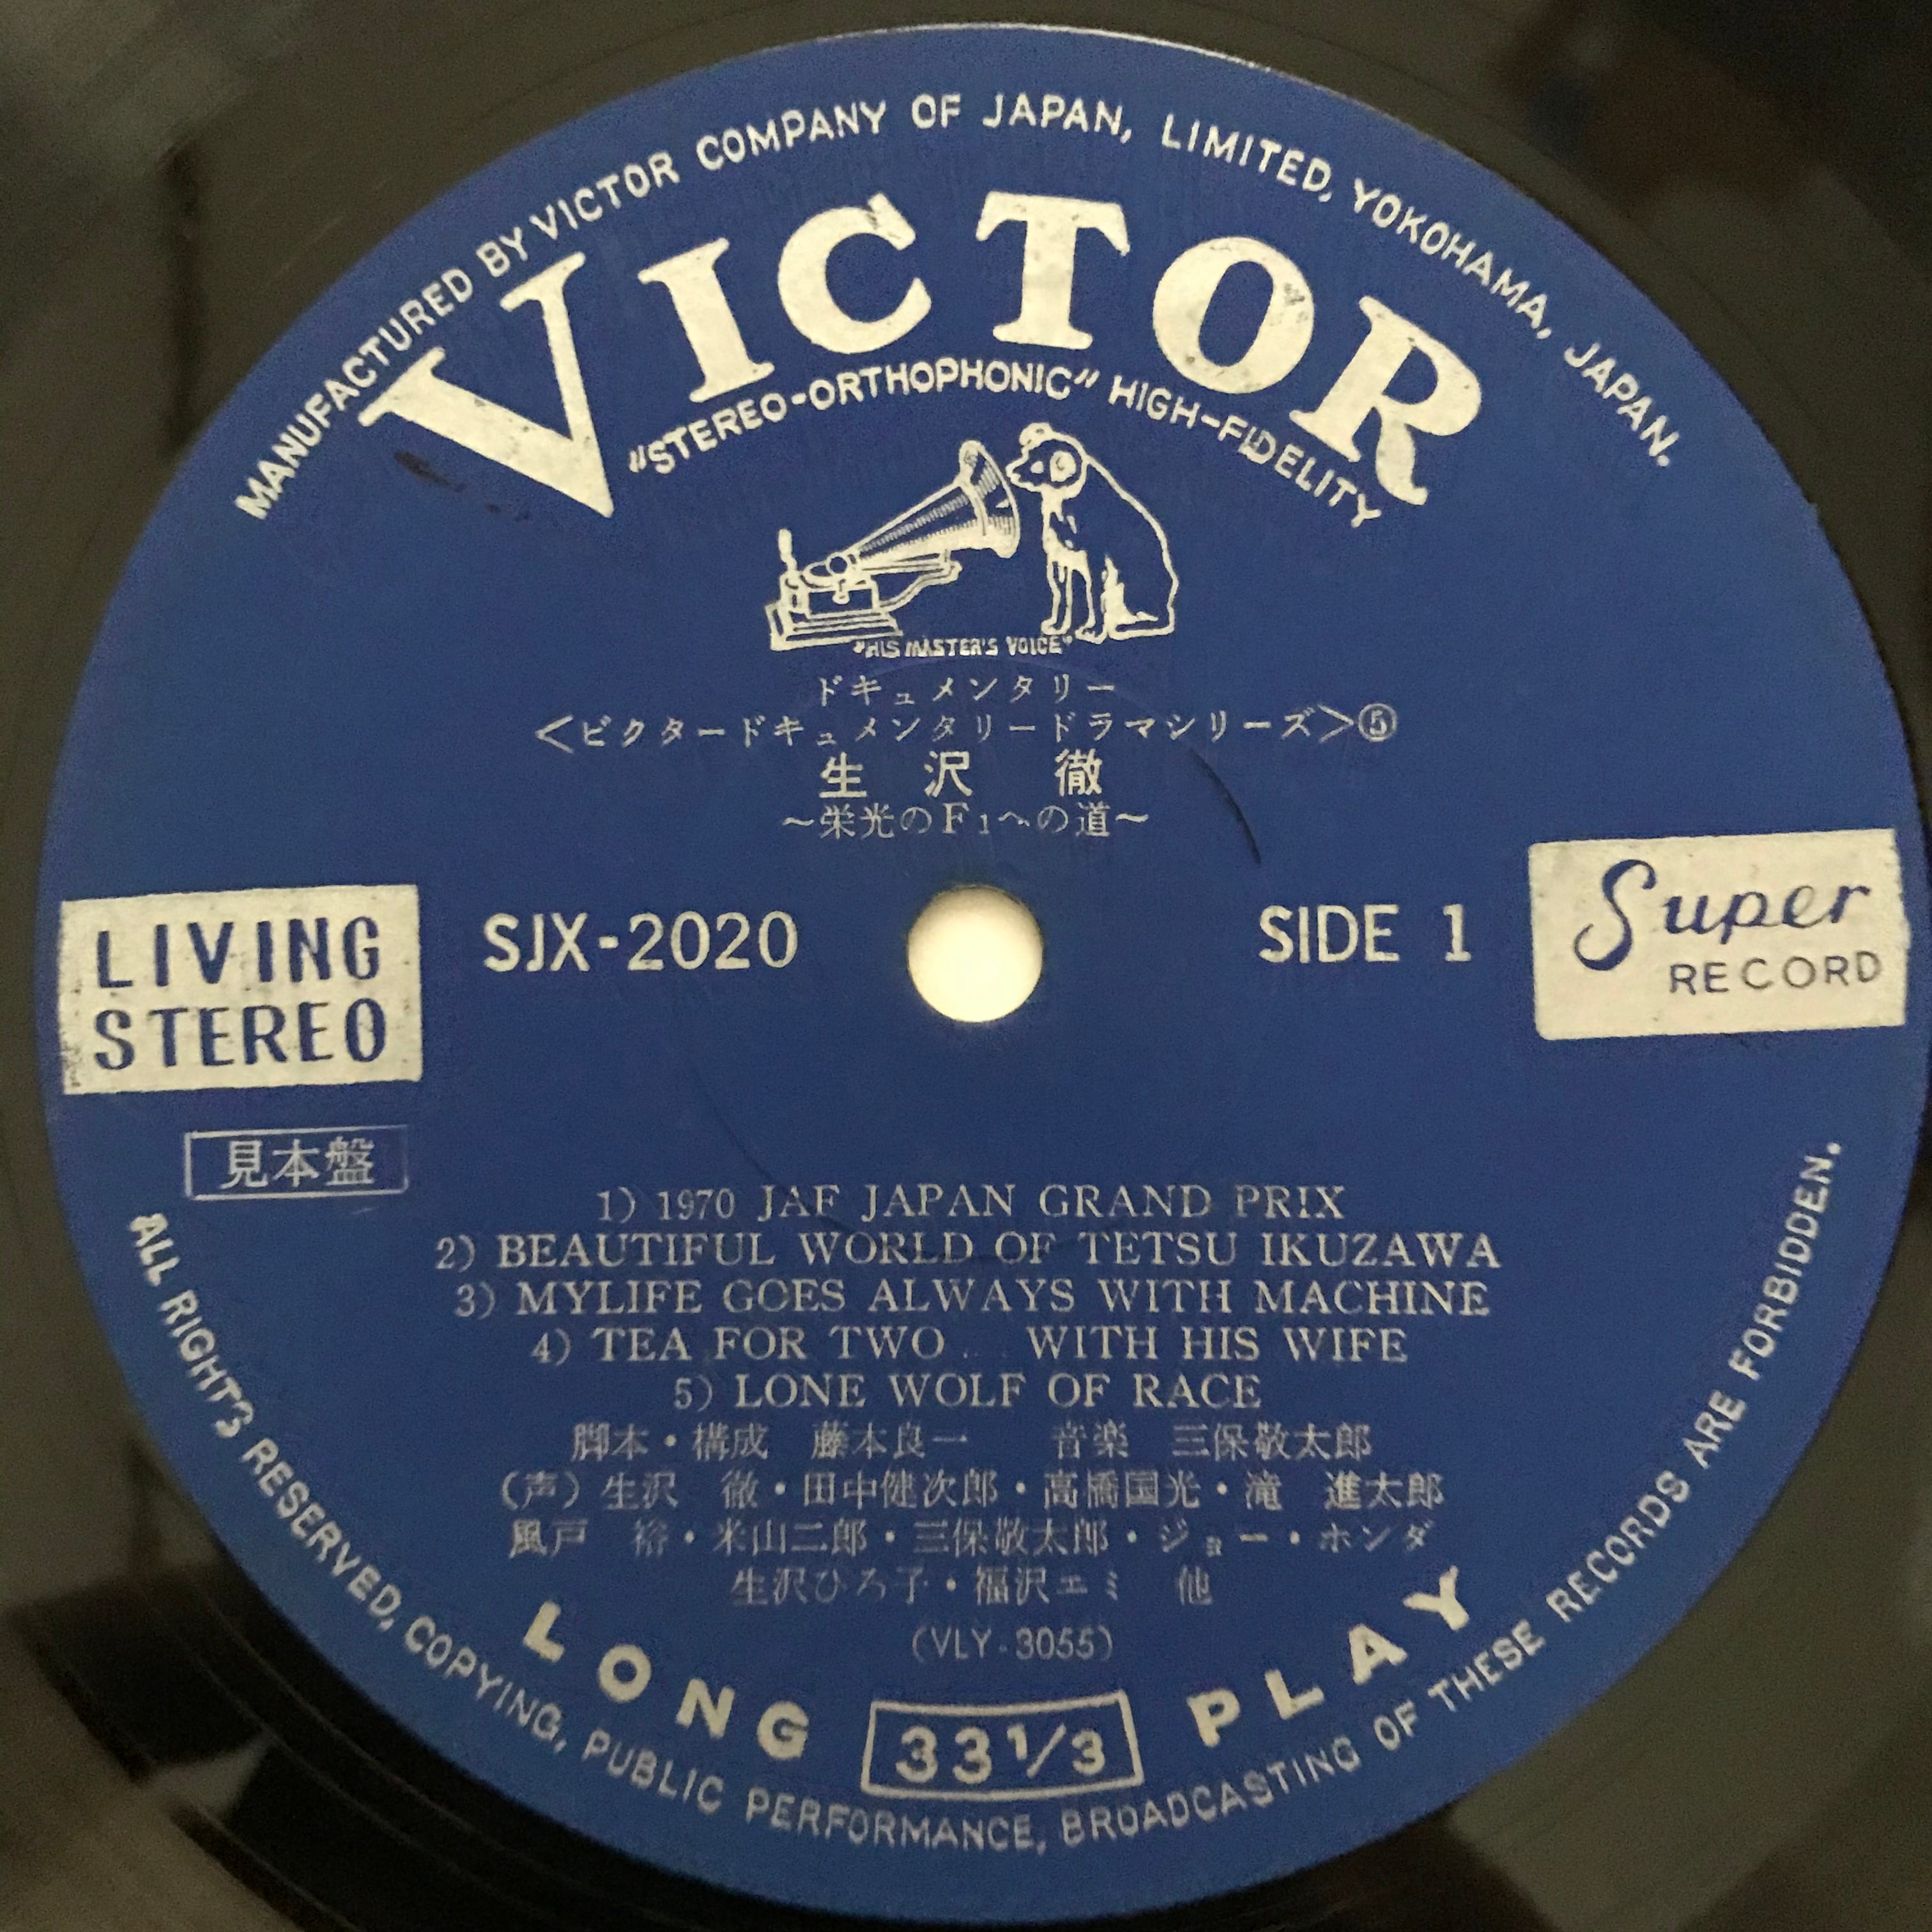 MANUFACTURED BY VICTOR COMPANY OF JAPAN, LIMITED, YOKOHAMA, JAPAN.
VICTOR
"STEREO-ORTHOPHONIC" HIGH-FIDELITY
"HIS MASTER'S VOICE"
ドキュメンタリー
＜ビクタードキュメンタリードラマシリーズ＞⑤
生沢 徹
～栄光のF1への道～
LIVING
STEREO
SJX-2020
SIDE 1
Super
RECORD
見本盤
1) 1970 JAF JAPAN GRAND PRIX
2) BEAUTIFUL WORLD OF TETSU IKUZAWA
3) MYLIFE GOES ALWAYS WITH MACHINE
4) TEA FOR TWO... WITH HIS WIFE
5) LONE WOLF OF RACE
脚本・構成 藤本良一 音楽 三保敬太郎
(声) 生沢 徹・田中健次郎・高橋国光・滝 進太郎
風戸 裕・米山二郎・三保敬太郎・ジョー・ホンダ
生沢ひろ子・福沢エミ 他
(VLY-3055)
LONG 33 1/3 PLAY
ALL RIGHTS RESERVED, COPYING, PUBLIC PERFORMANCE, BROADCASTING OF THESE RECORDS ARE FORBIDDEN.